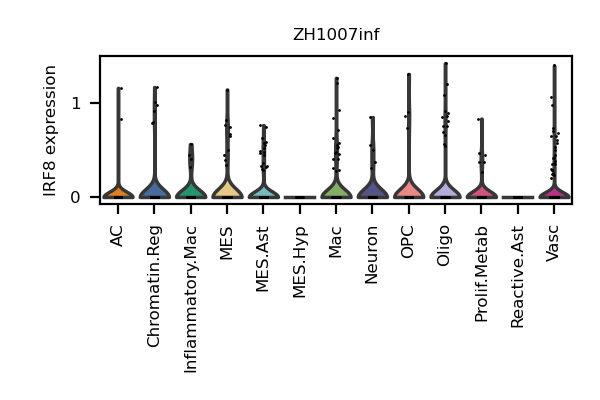 ZH1007inf
IRF8 expression
1
0
AC
Chromatin.Reg
Inflammatory.Mac
MES
MES.Ast
MES.Hyp
Mac
Neuron
OPC
Oligo
Prolif.Metab
Reactive.Ast
Vasc